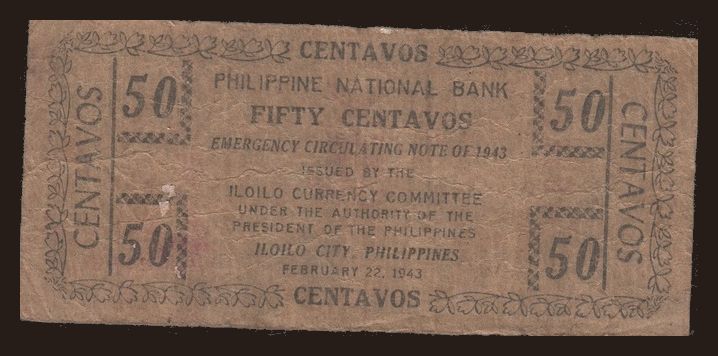 CENTAVOS
50 50
PHILIPPINE NATIONAL BANK
FIFTY CENTAVOS
EMERGENCY CIRCULATING NOTE OF 1943
ISSUED BY THE
ILOILO CURRENCY COMMITTEE
UNDER THE AUTHORITY OF THE
PRESIDENT OF THE PHILIPPINES
ILOILO CITY, PHILIPPINES
FEBRUARY 22, 1943
50 50
CENTAVOS
CENTAVOS
CENTAVOS